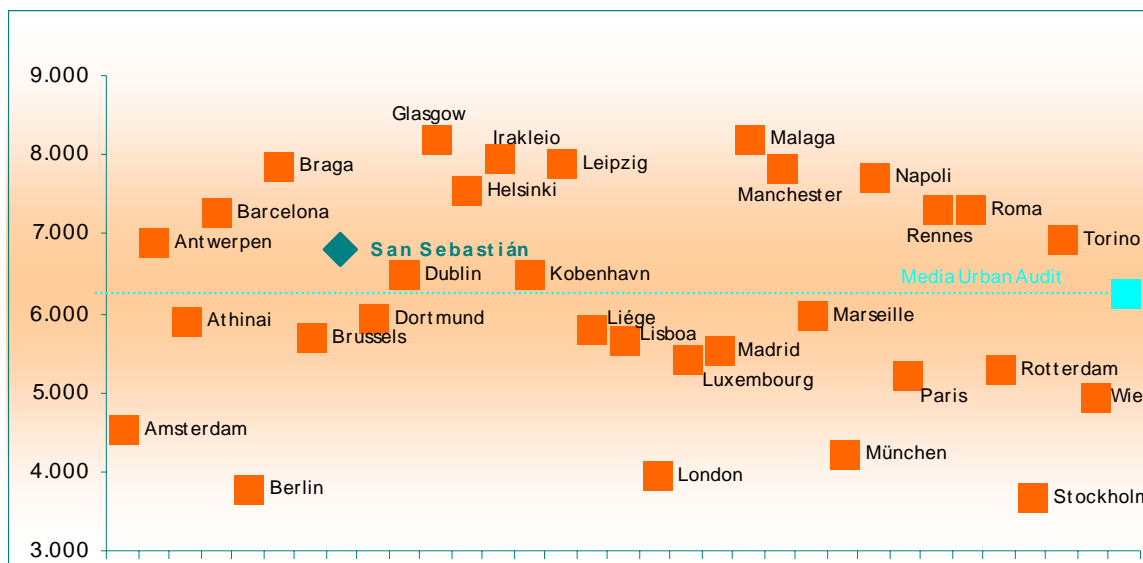 9.000
Glasgow
Irakleio
Malaga
8.000
Braga
Leipzig
Napoli
Helsinki
Manchester
Barcelona
Roma
7.000
Antwerpen
San Sebastián
Rennes
Torino
Dublin
Kobenhavn
Media Urban Audit
6.000
Athinai
Dortmund
Liége
Marseille
Brussels
Lisboa
Madrid
Luxembourg
Rotterdam
5.000
Paris
Wie
Amsterdam
München
4.000
London
Berlin
Stockholm
3.000